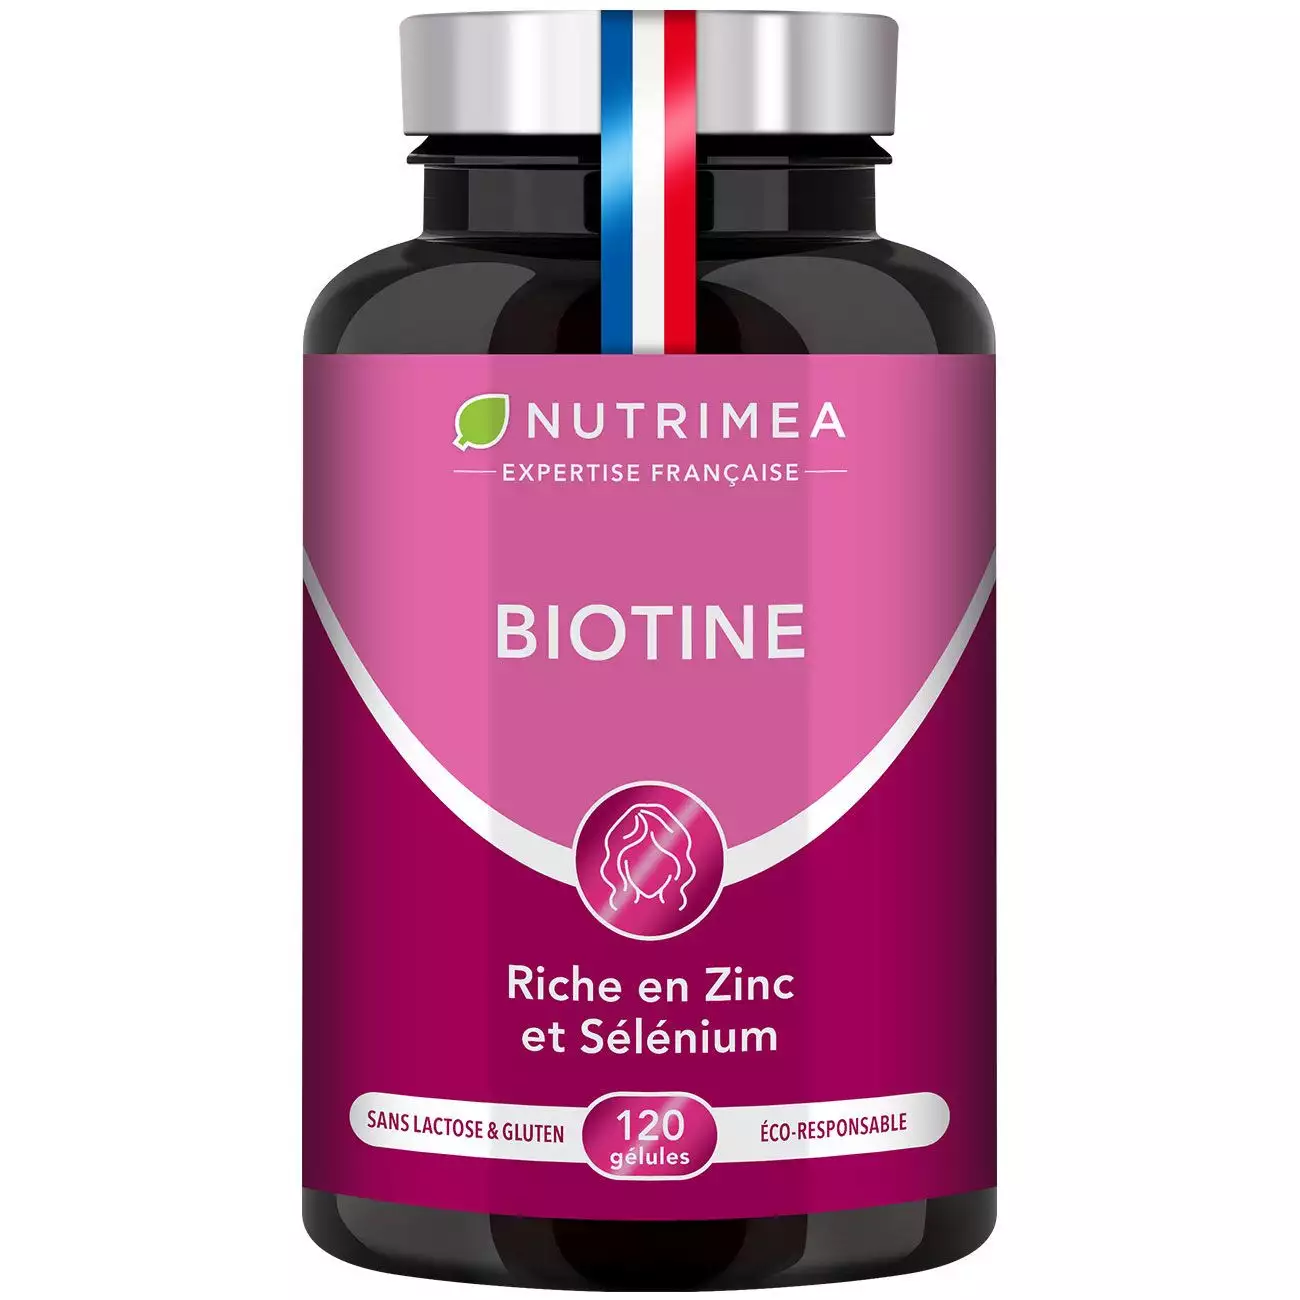 NUTRIMEA
EXPERTISE FRANÇAISE
BIOTINE
Riche en Zinc
et Sélénium
SANS LACTOSE & GLUTEN
120
gélules
ÉCO-RESPONSABLE